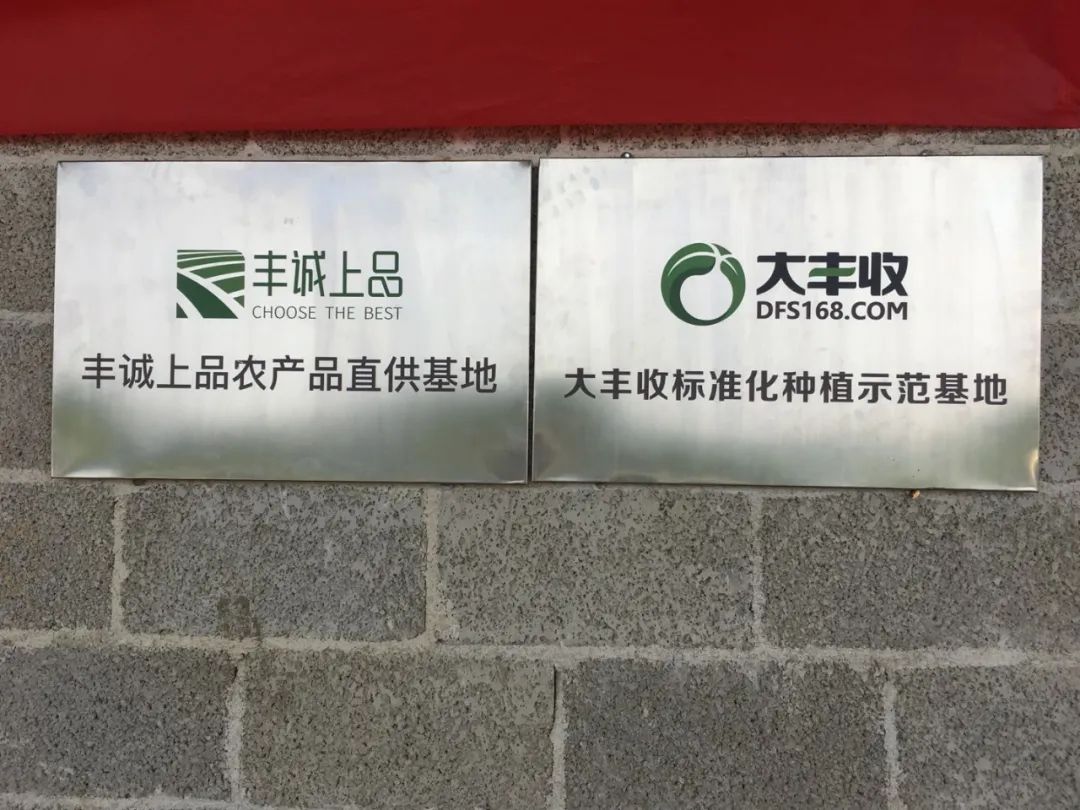 丰诚上品
CHOOSE THE BEST
丰诚上品农产品直供基地
大丰收
DFS168.COM
大丰收标准化种植示范基地